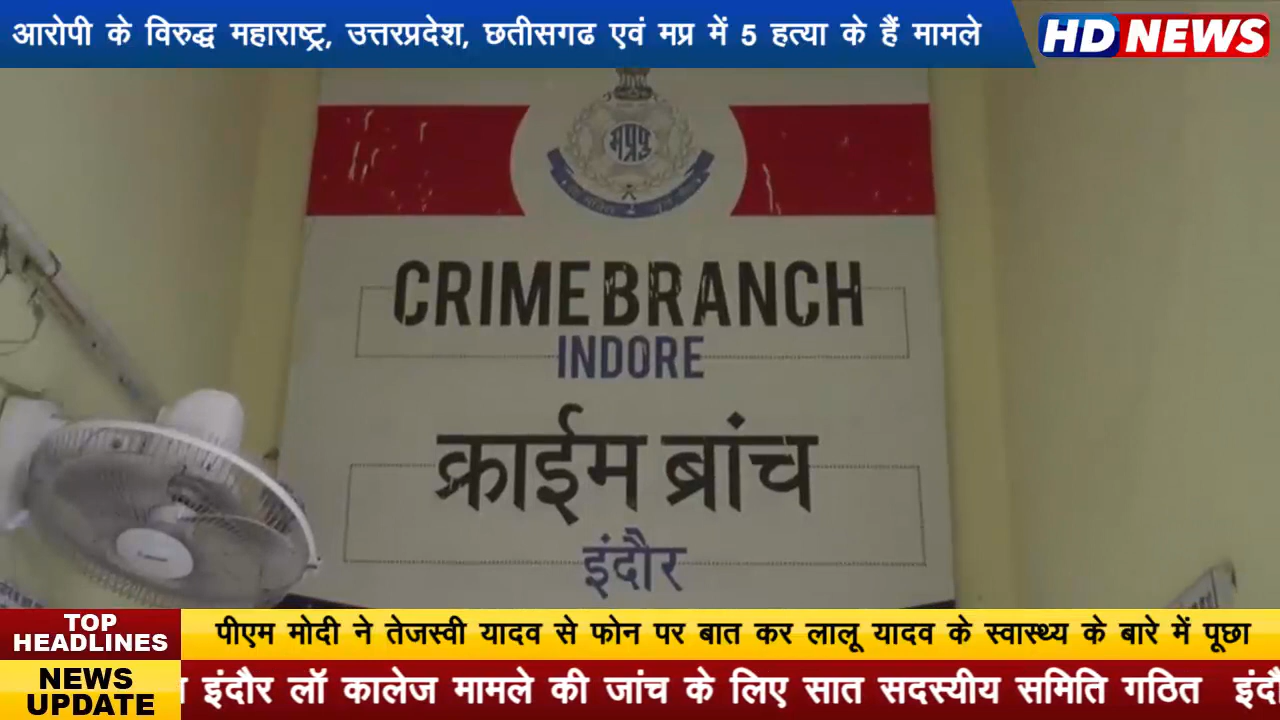 आरोपी के विरुद्ध महाराष्ट्र, उत्तरप्रदेश, छतीसगढ एवं मप्र में 5 हत्या के हैं मामले
HD NEWS
मप्रपु
CRIME BRANCH
INDORE
क्राईम ब्रांच
इंदौर
TOP HEADLINES
पीएम मोदी ने तेजस्वी यादव से फोन पर बात कर लालू यादव के स्वास्थ्य के बारे में पूछा
NEWS UPDATE
इंदौर लॉ कालेज मामले की जांच के लिए सात सदस्यीय समिति गठित